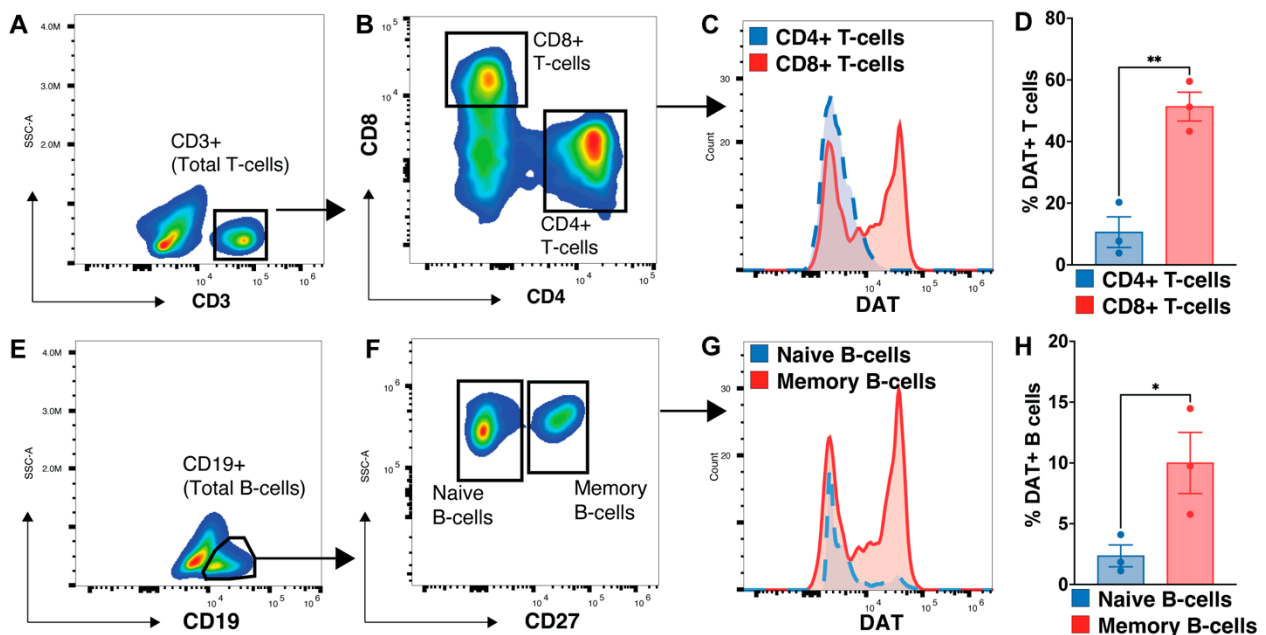 A
4.0M
3.0M
2.0M
SSC-A
CD3+
(Total T-cells)
10^4
10^5
10^6
CD3
B
10^5
10^4
CD8
CD8+
T-cells
CD4+
T-cells
10^4
10^5
CD4
C
CD4+ T-cells
CD8+ T-cells
30
20
Count
10^4
10^5
10^6
DAT
D
**
80
60
40
20
0
% DAT+ T cells
CD4+ T-cells
CD8+ T-cells
E
4.0M
3.0M
2.0M
SSC-A
CD19+
(Total B-cells)
10^4
10^5
10^6
CD19
F
10^6
10^5
SSC-A
Naive
B-cells
Memory
B-cells
10^4
10^5
10^6
CD27
G
Naive B-cells
Memory B-cells
30
20
Count
10^4
10^5
10^6
DAT
H
*
20
15
10
5
0
% DAT+ B cells
Naive B-cells
Memory B-cells